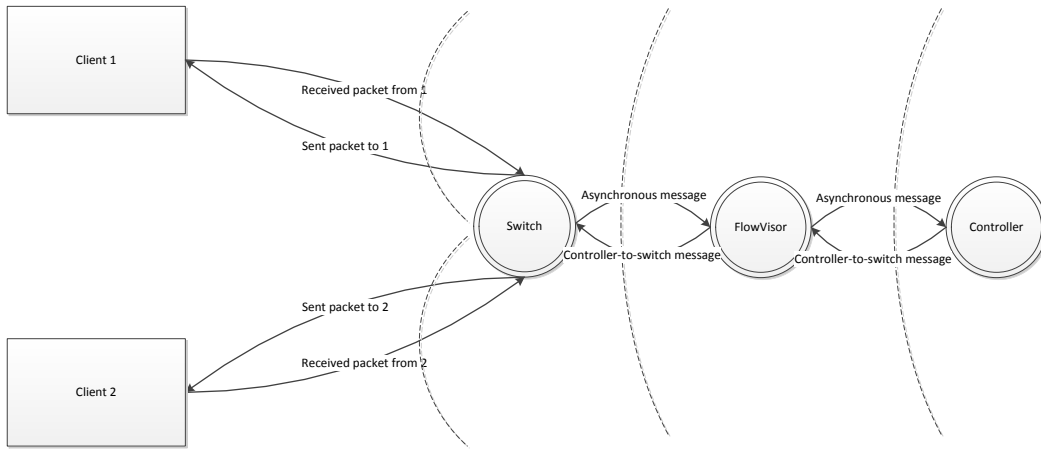 Client 1
Received packet from 1
Sent packet to 1
Asynchronous message
Asynchronous message
Switch
FlowVisor
Controller
Controller-to-switch message
Controller-to-switch message
Sent packet to 2
Received packet from 2
Client 2